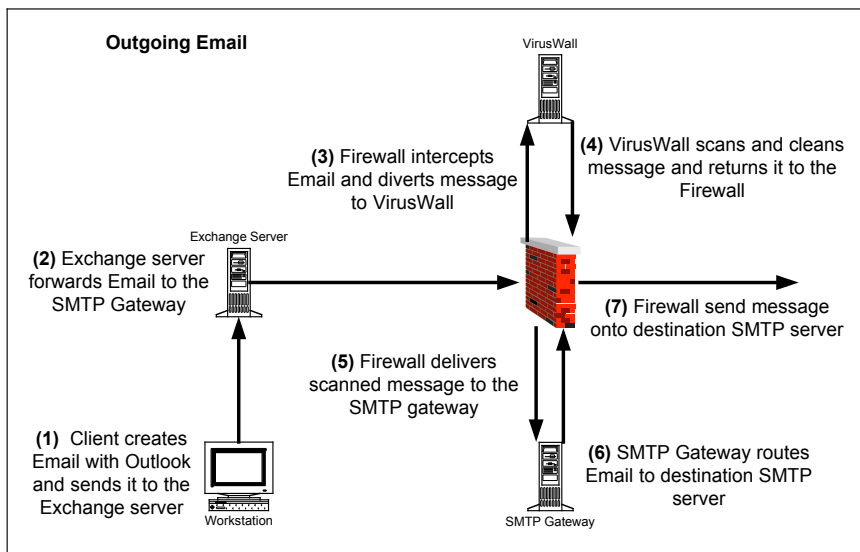 Outgoing Email
VirusWall
(3) Firewall intercepts
Email and diverts message
to VirusWall
(4) VirusWall scans and cleans
message and returns it to the
Firewall
Exchange Server
(2) Exchange server
forwards Email to the
SMTP Gateway
(7) Firewall send message
onto destination SMTP server
(5) Firewall delivers
scanned message to the
SMTP gateway
(1) Client creates
Email with Outlook
and sends it to the
Exchange server
Workstation
(6) SMTP Gateway routes
Email to destination SMTP
server
SMTP Gateway